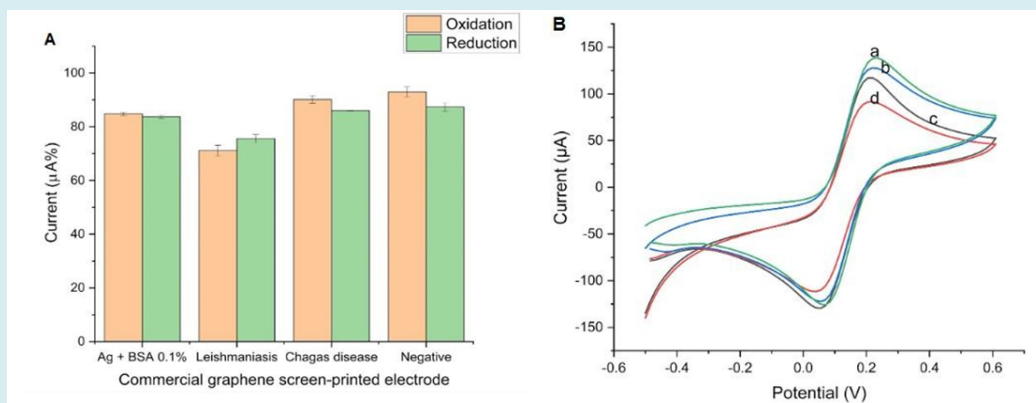 A
Oxidation
Reduction
Current (µA%)
100
80
60
40
20
0
Ag + BSA 0.1%
Leishmaniasis
Chagas disease
Negative
Commercial graphene screen-printed electrode
B
Current (µA)
150
100
50
0
-50
-100
-150
a
b
c
d
-0.6
-0.4
-0.2
0.0
0.2
0.4
0.6
0.8
Potential (V)